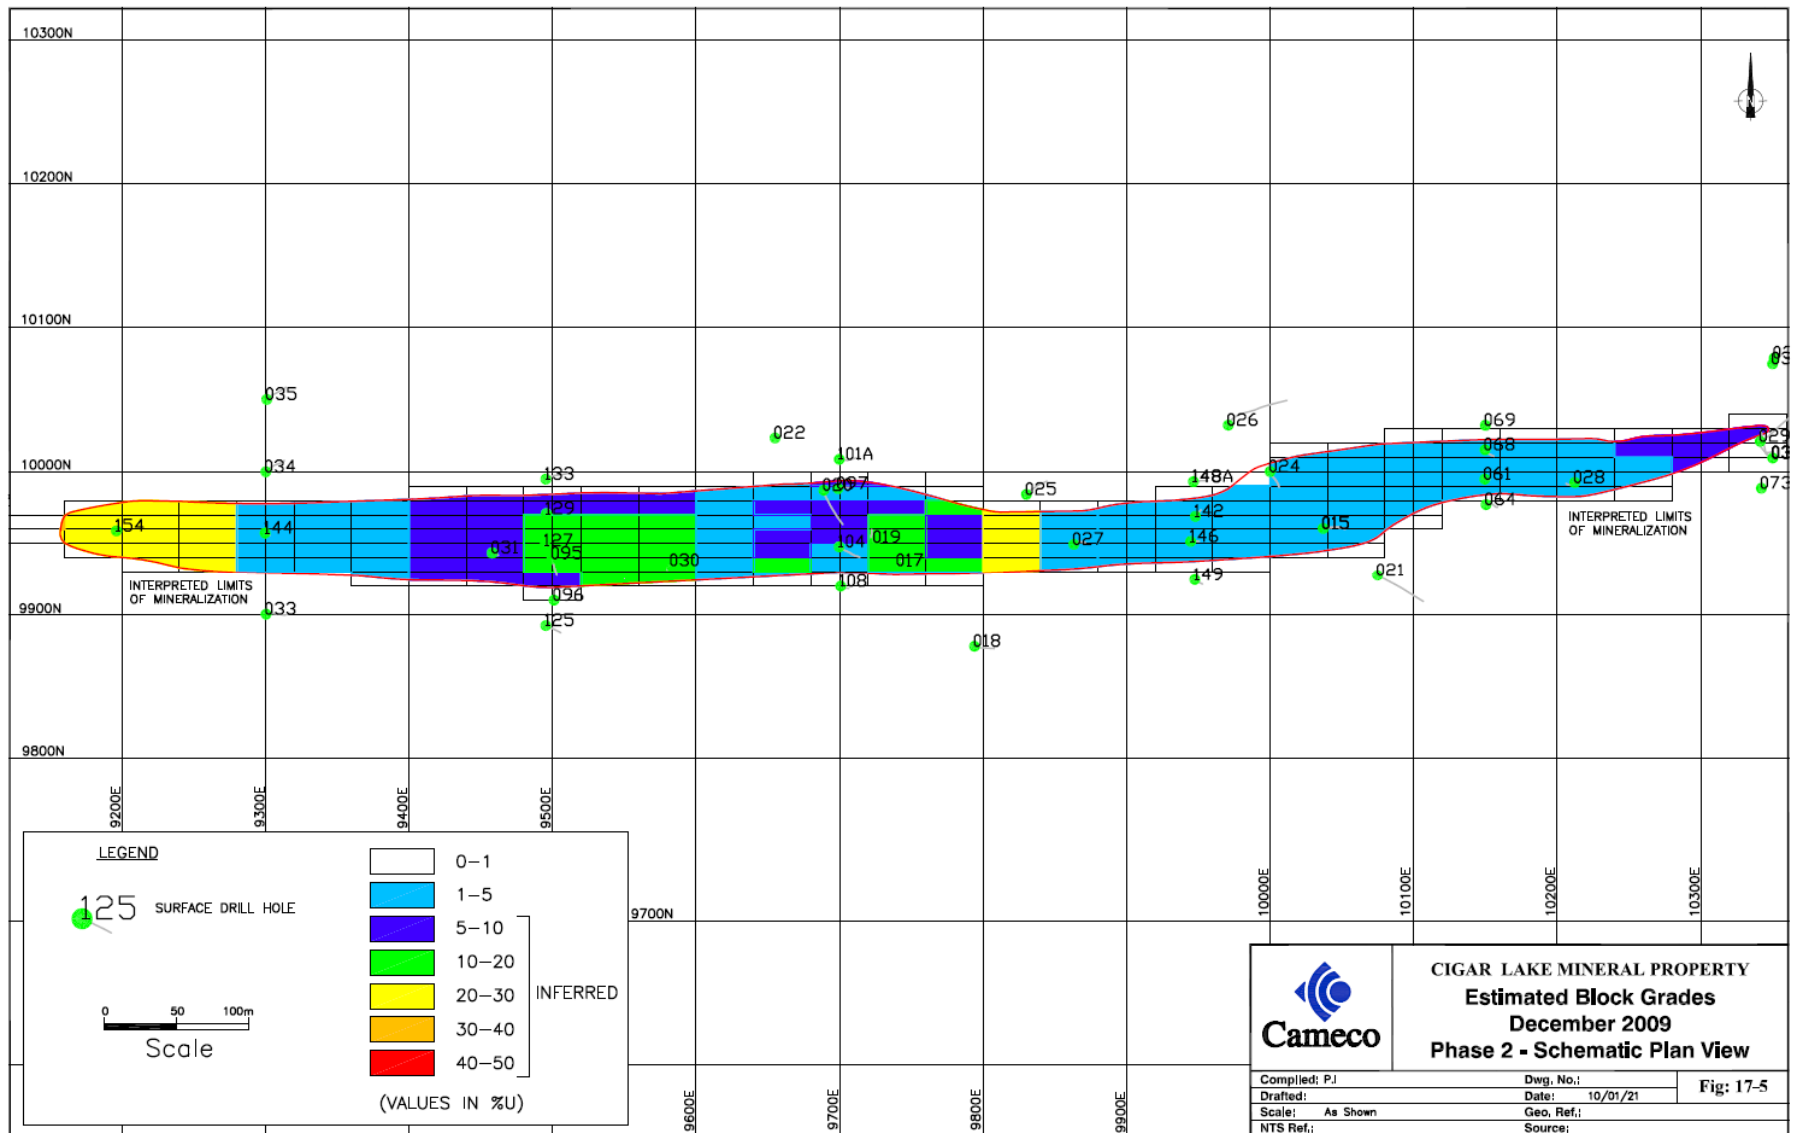 10300N
10200N
10100N
035
026
069
022
03
101A
068
029
10000N
034
133
148A
024
061
028
03
097
025
073
129
142
064
INTERPRETED LIMITS
OF MINERALIZATION
154
144
127
104
019
027
146
015
031
095
030
017
INTERPRETED LIMITS
OF MINERALIZATION
108
149
021
096
9900N
033
125
018
9800N
9200E
9300E
9400E
9500E
10000E
10100E
10200E
10300E
LEGEND
125 SURFACE DRILL HOLE
0-1
1-5
5-10
10-20
20-30
30-40
40-50
INFERRED
(VALUES IN %U)
0 50 100m
Scale
9700N
9600E
9700E
9800E
9900E
Cameco
CIGAR LAKE MINERAL PROPERTY
Estimated Block Grades
December 2009
Phase 2 - Schematic Plan View
Compiled: P.I
Dwg. No.:
Fig: 17-5
Drafted:
Date: 10/01/21
Scale: As Shown
Geo. Ref.:
NTS Ref.:
Source: